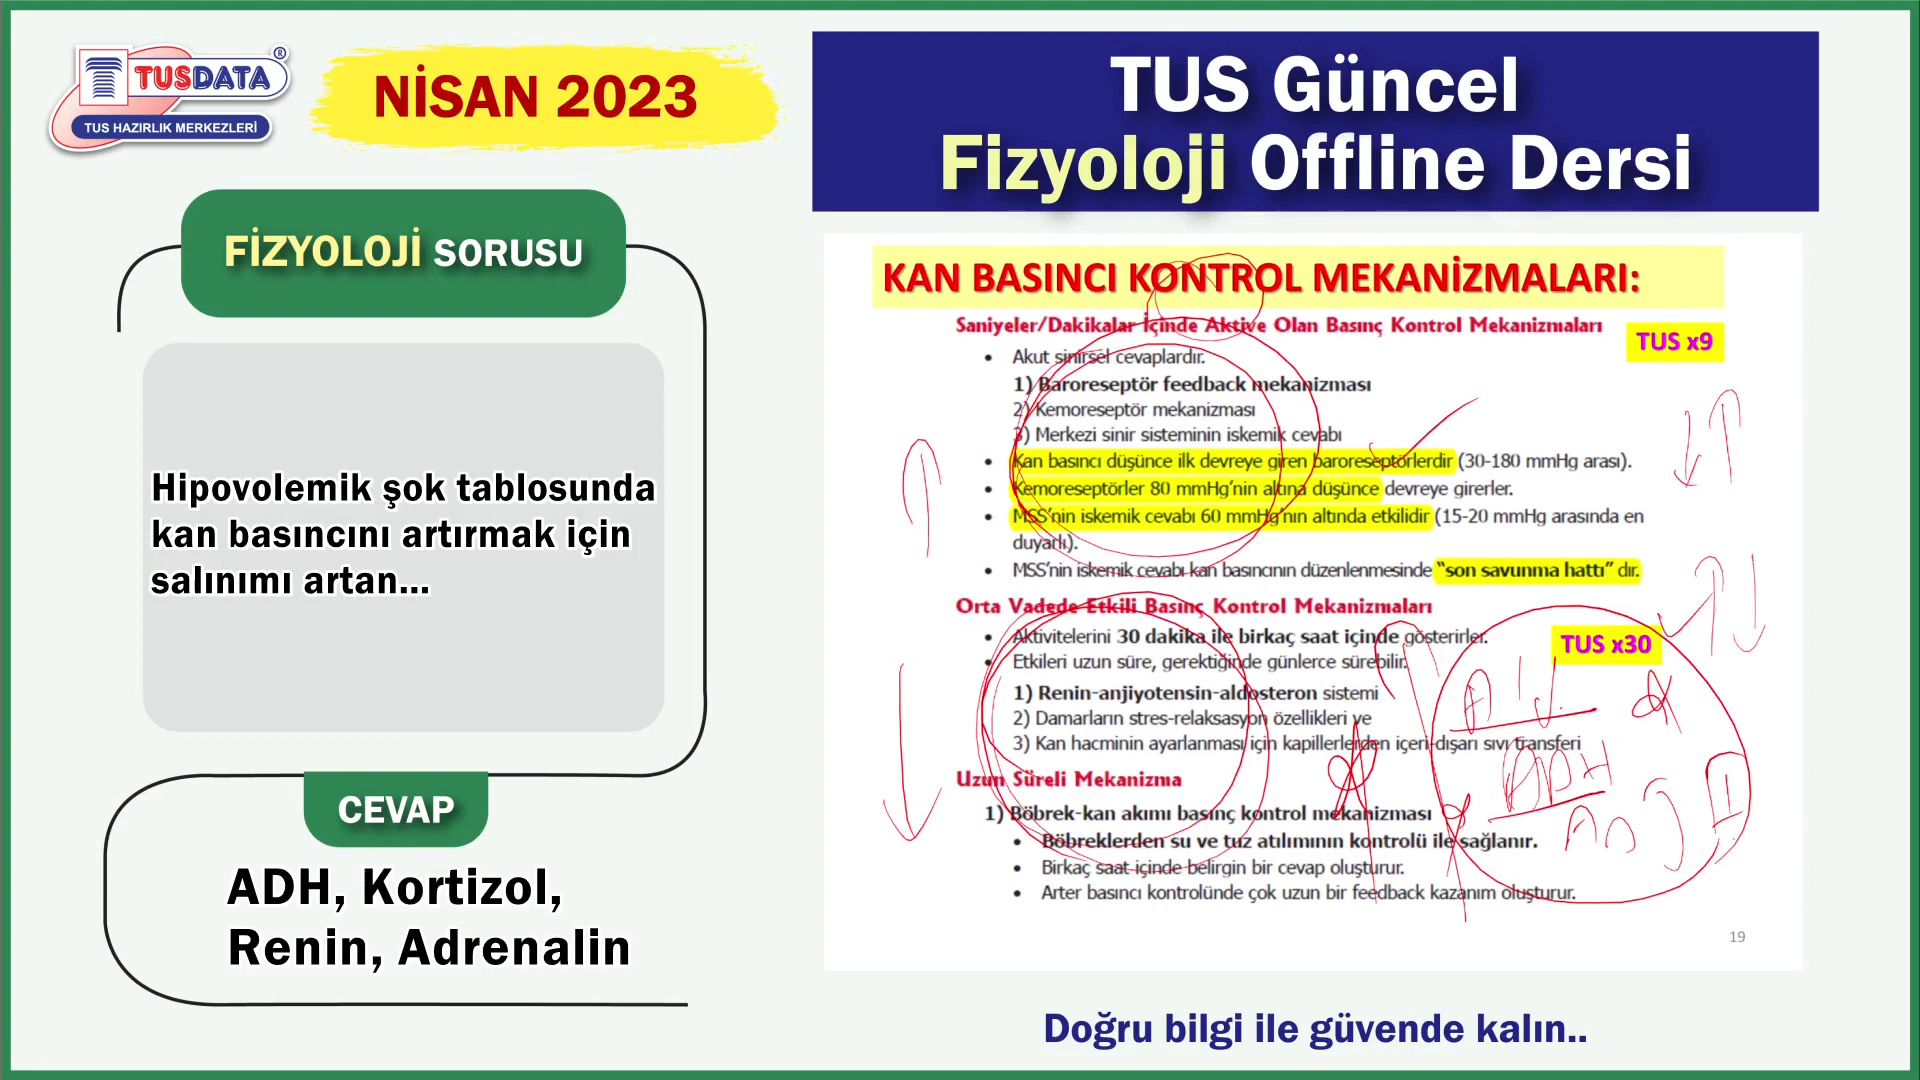 TUSDATA®
TUS HAZIRLIK MERKEZLERİ
NİSAN 2023
FİZYOLOJİ SORUSU
Hipovolemik şok tablosunda
kan basıncını artırmak için
salınımı artan...
CEVAP
ADH, Kortizol,
Renin, Adrenalin
TUS Güncel
Fizyoloji Offline Dersi
KAN BASINCI KONTROL MEKANİZMALARI:
Saniyeler/Dakikalar İçinde Aktive Olan Basınç Kontrol Mekanizmaları
TUS x9
• Akut sinirsel cevaplardır.
1) Baroreseptör feedback mekanizması
2) Kemoreseptör mekanizması
3) Merkezi sinir sisteminin iskemik cevabı
• Kan basıncı düşünce ilk devreye giren baroreseptörlerdir (30-180 mmHg arası).
• Kemoreseptörler 80 mmHg'nin altına düşünce devreye girerler.
• MSS'nin iskemik cevabı 60 mmHg'nın altında etkilidir (15-20 mmHg arasında en
duyarlı).
• MSS'nin iskemik cevabı kan basıncının düzenlenmesinde "son savunma hattı" dır.
Orta Vadede Etkili Basınç Kontrol Mekanizmaları
• Aktivitelerini 30 dakika ile birkaç saat içinde gösterirler.
TUS x30
• Etkileri uzun süre, gerektiğinde günlerce sürebilir.
1) Renin-anjiyotensin-aldosteron sistemi
2) Damarların stres-relaksasyon özellikleri ve
3) Kan hacminin ayarlanması için kapillerlerden içeri-dışarı sıvı transferi
ADH
Uzun Süreli Mekanizma
1) Böbrek-kan akımı basınç kontrol mekanizması
• Böbreklerden su ve tuz atılımının kontrolü ile sağlanır.
• Birkaç saat içinde belirgin bir cevap oluşturur.
• Arter basıncı kontrolünde çok uzun bir feedback kazanım oluşturur.
19
Doğru bilgi ile güvende kalın..